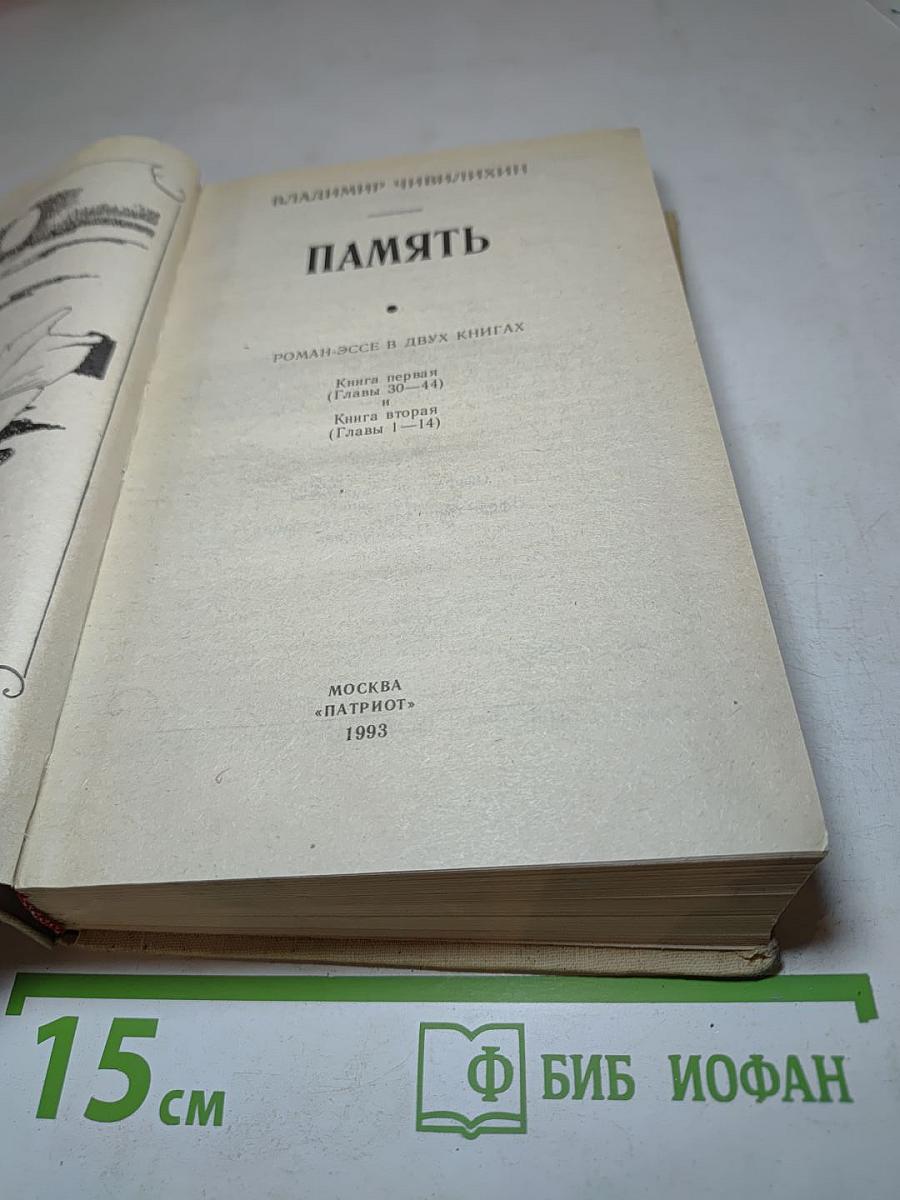 ВЛАДИМИР ЧИВИЛИХИН
ПАМЯТЬ
РОМАН-ЭССЕ В ДВУХ КНИГАХ
Книга первая
(Главы 30—44)
и
Книга вторая
(Главы 1—14)
МОСКВА
«ПАТРИОТ»
1993
15 см
Ф БИБ ИОФАН